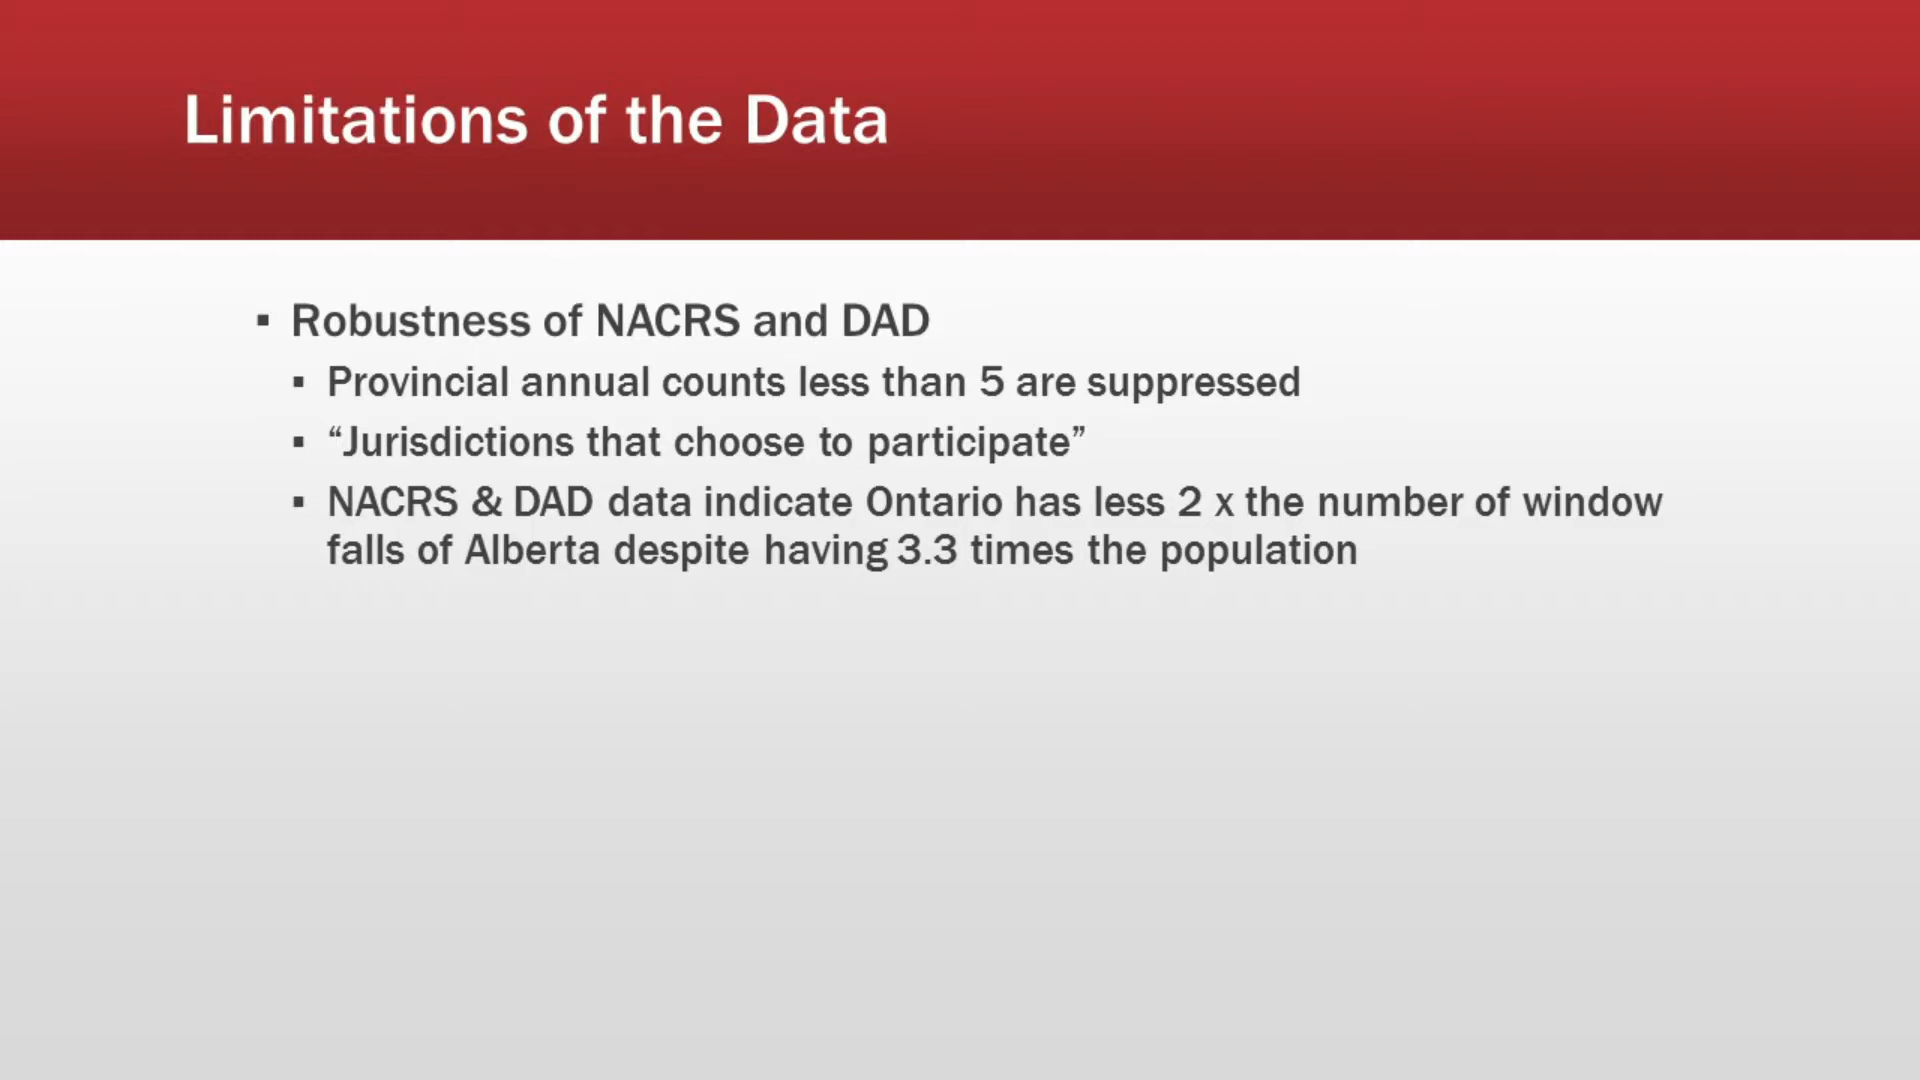 Limitations of the Data
▪ Robustness of NACRS and DAD
▪ Provincial annual counts less than 5 are suppressed
▪ “Jurisdictions that choose to participate”
▪ NACRS & DAD data indicate Ontario has less 2 x the number of window
falls of Alberta despite having 3.3 times the population